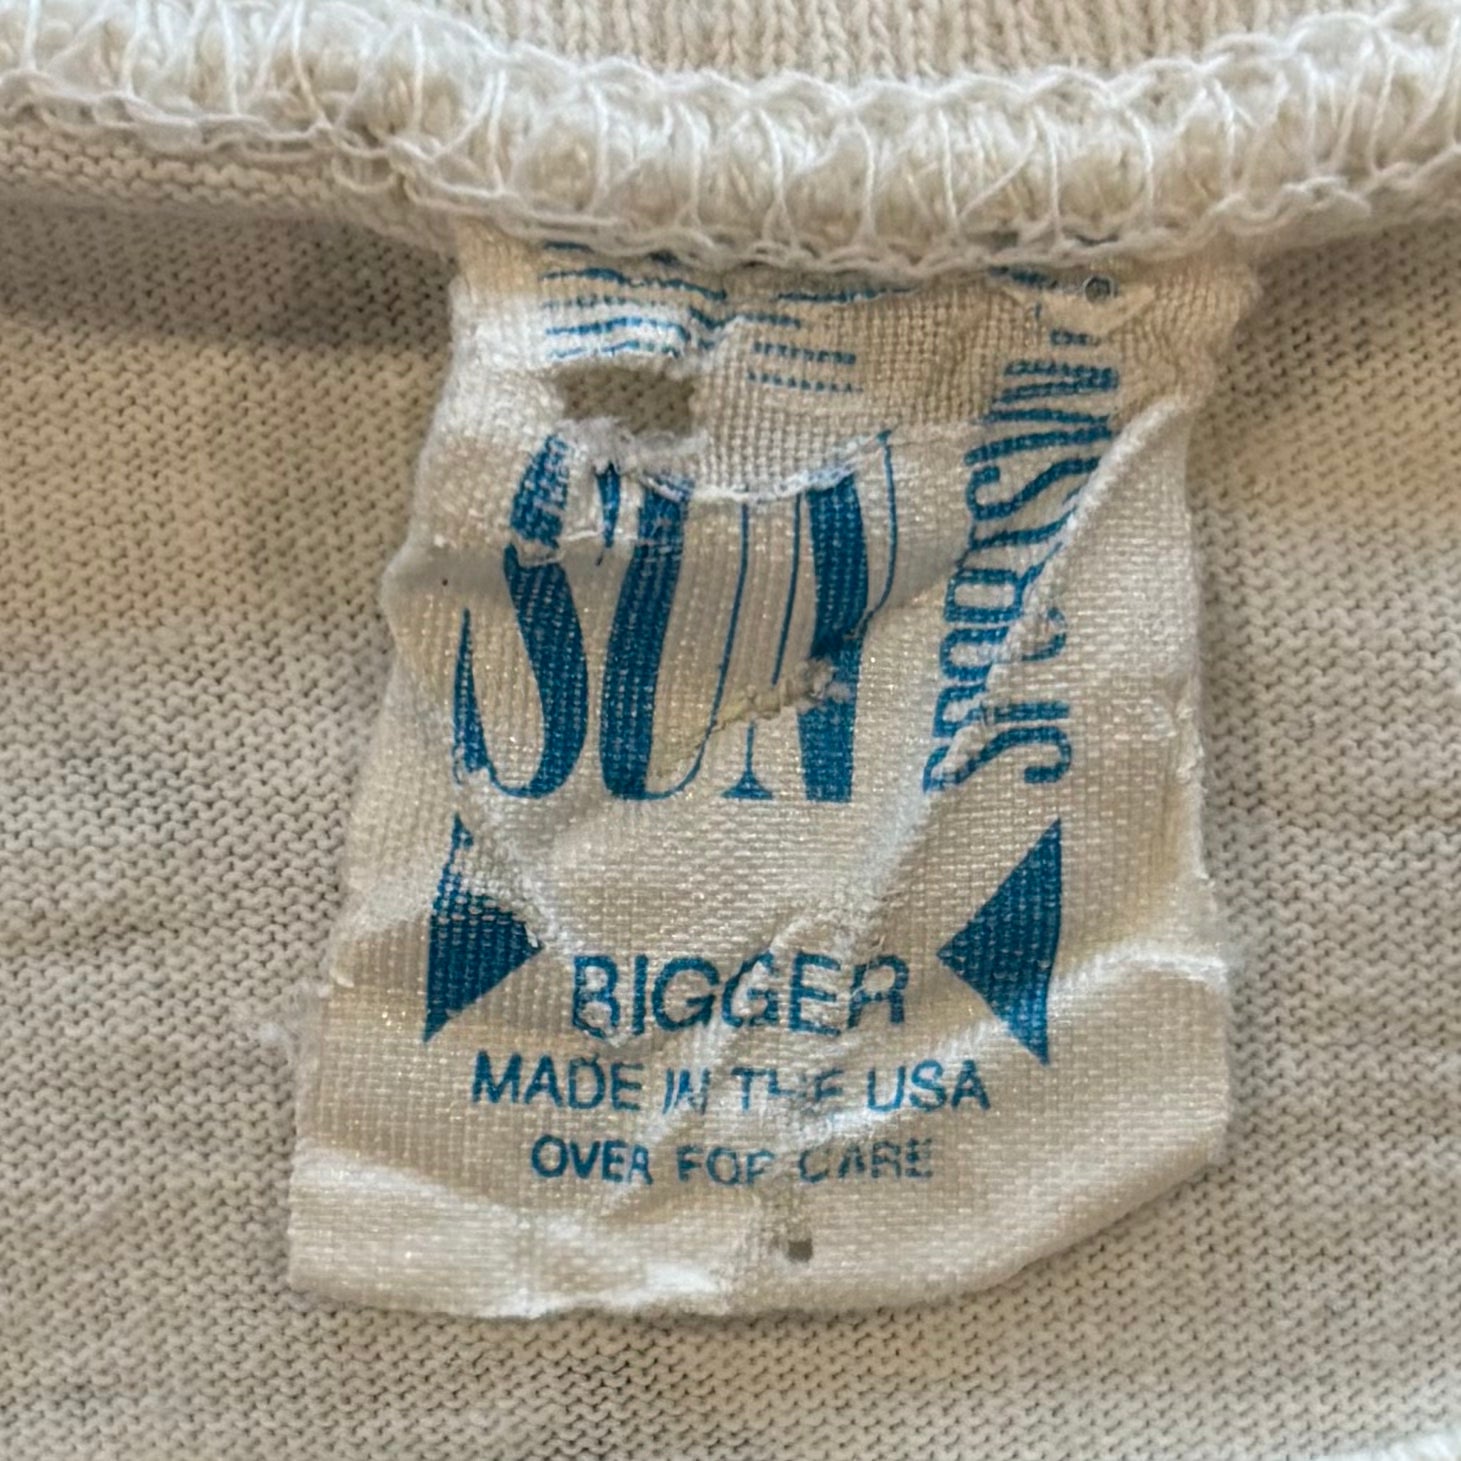 SUN
SPORTSWEAR
BIGGER
MADE IN THE USA
OVER FOR CARE